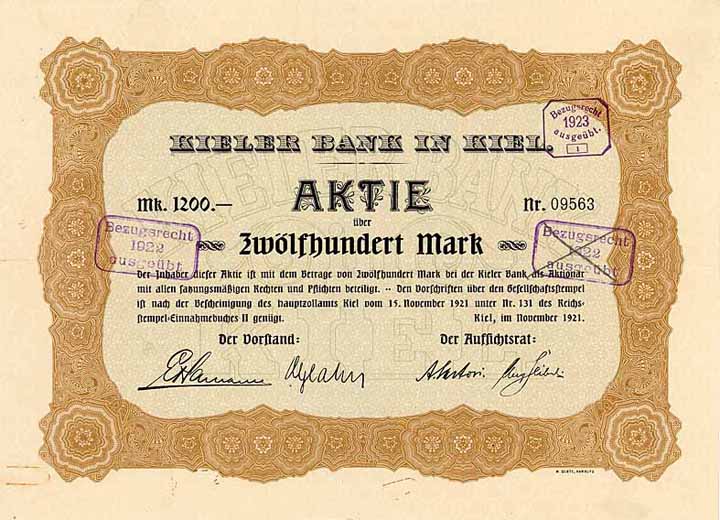 KIELER BANK IN KIEL.
Bezugsrecht
1923
ausgeübt.
1
Mk. 1200.— AKTIE Nr. 09563
über
Zwölfhundert Mark
Bezugsrecht
1922
ausgeübt
Bezugsrecht
1922
ausgeübt
Der Inhaber dieser Aktie ist mit dem Betrage von Zwölfhundert Mark bei der Kieler Bank als Aktionär
mit allen satzungsmäßigen Rechten und Pflichten beteiligt. -- Den Vorschriften über den Gesellschaftsstempel
ist nach der Bescheinigung des Hauptzollamts Kiel vom 15. November 1921 unter Nr. 131 des Reichs-
stempel-Einnahmebuches II genügt. Kiel, im November 1921.
Der Vorstand: Der Aufsichtsrat: